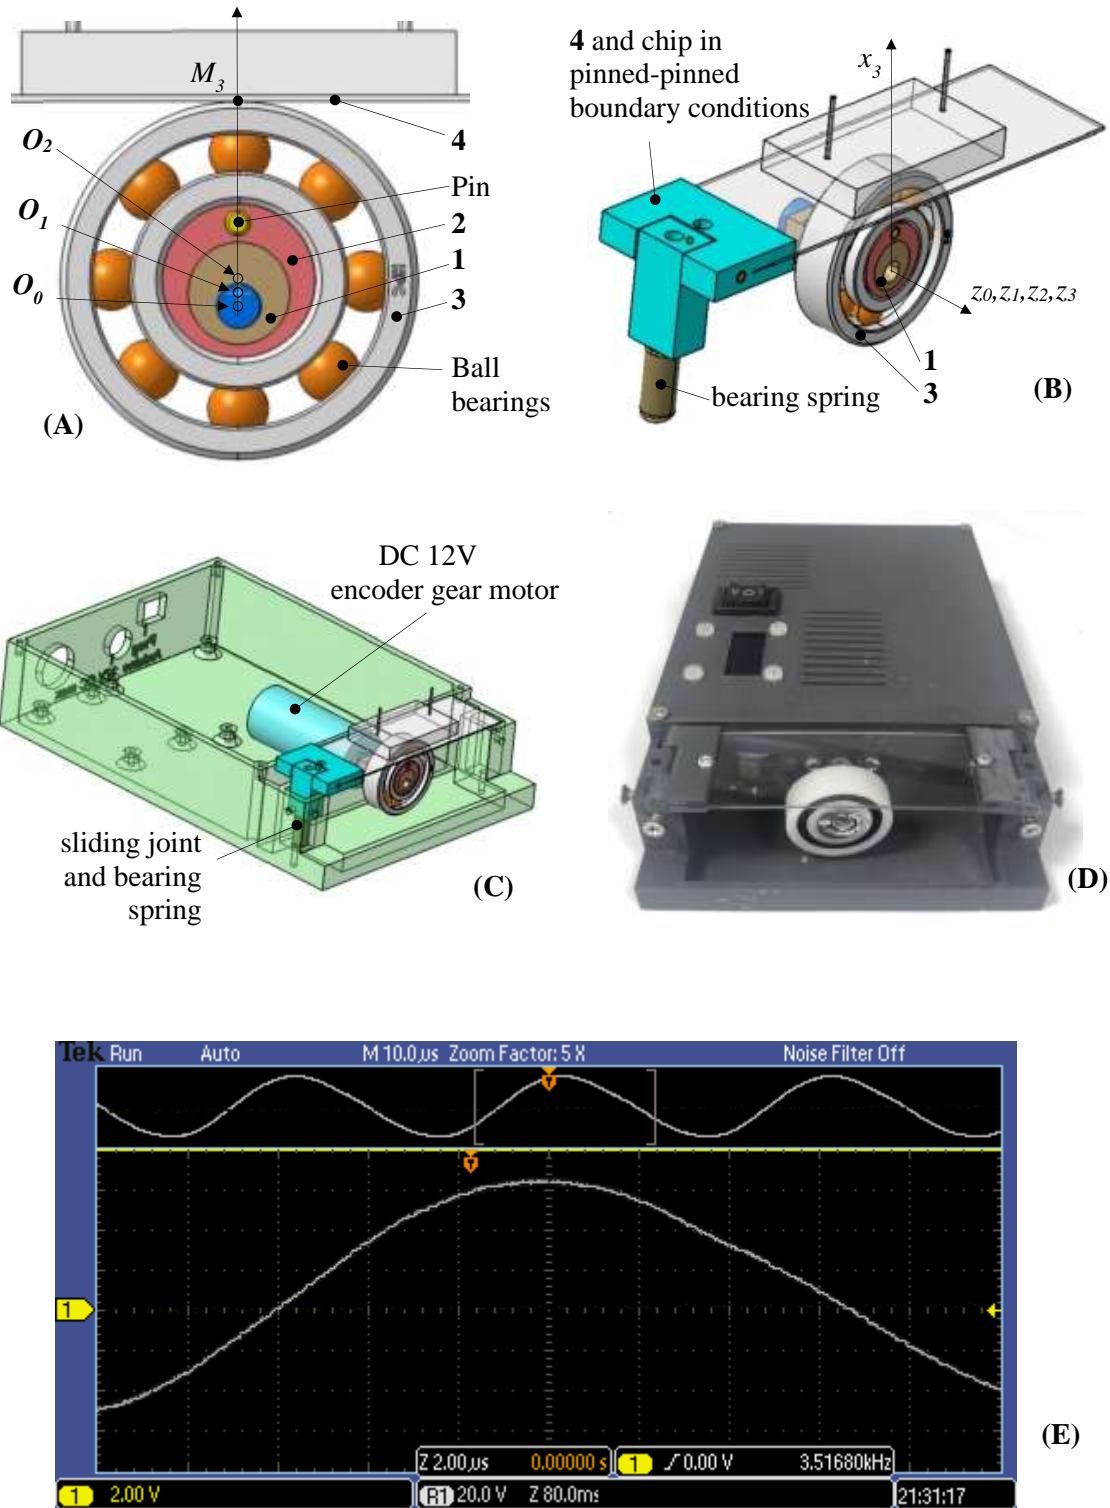 M3
O2
O1
O0
4
Pin
2
1
3
Ball
bearings
(A)
4 and chip in
pinned-pinned
boundary conditions
x3
z0,z1,z2,z3
1
3
bearing spring
(B)
DC 12V
encoder gear motor
sliding joint
and bearing
spring
(C)
(D)
Tek Run Auto M 10.0µs Zoom Factor: 5 X Noise Filter Off
1
Z 2.00µs 0.00000 s 1 0.00 V 3.51680kHz
1 2.00 V R1 20.0 V Z 80.0ms 21:31:17
(E)